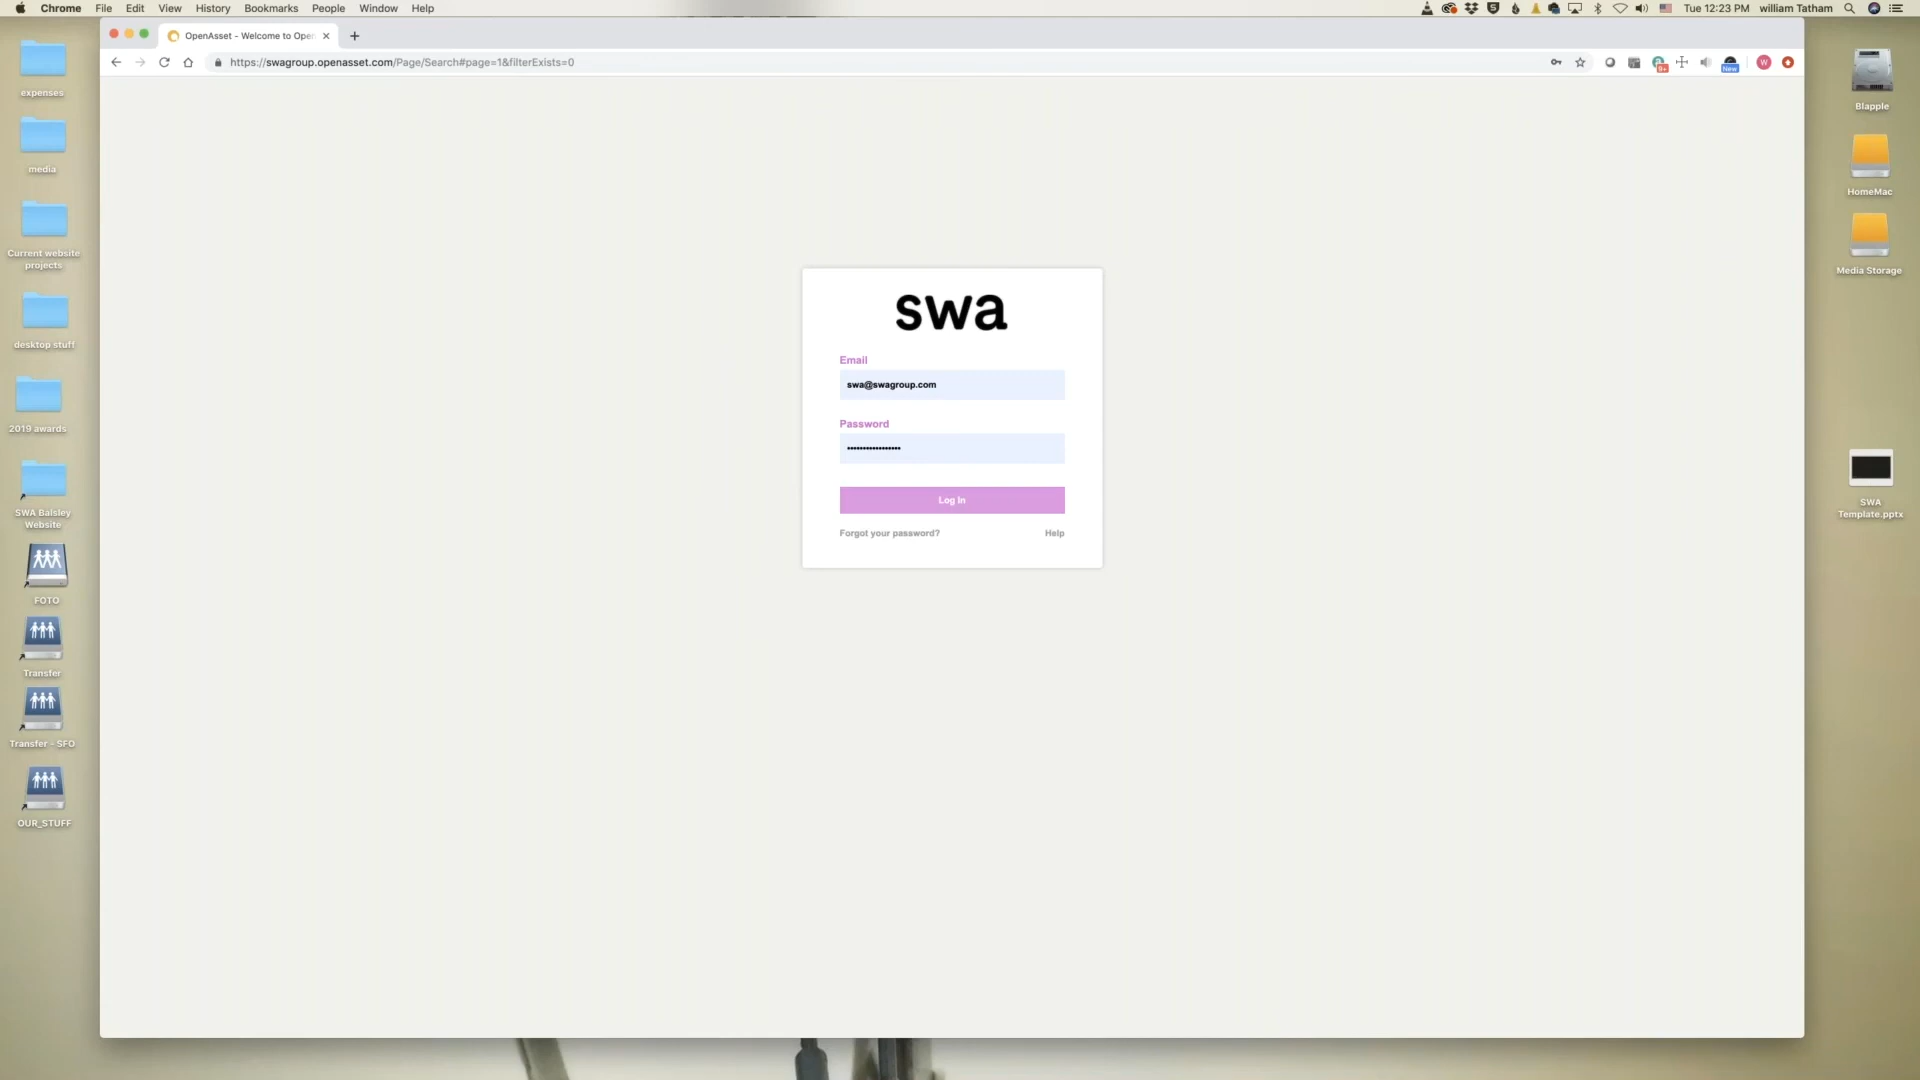 Chrome File Edit View History Bookmarks People Window Help
Tue 12:23 PM william Tatham
OpenAsset - Welcome to Open
https://swagroup.openasset.com/Page/Search#page=1&filterExists=0
New
W
expenses
media
Current website
projects
desktop stuff
2019 awards
SWA Balsley
Website
FOTO
Transfer
Transfer - SFO
OUR_STUFF
swa
Email
swa@swagroup.com
Password
••••••••••••••••
Log In
Forgot your password? Help
Blapple
HomeMac
Media Storage
SWA
Template.pptx